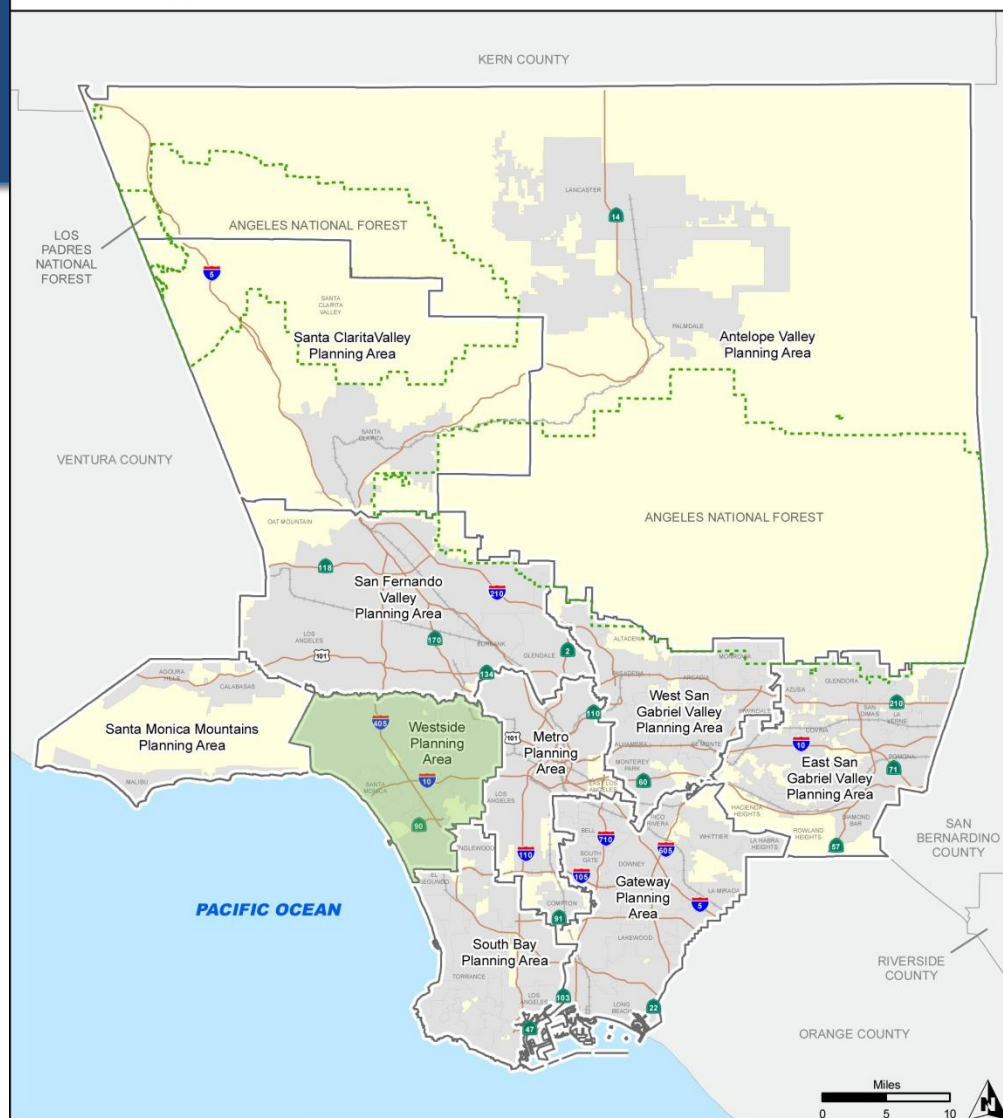 KERN COUNTY
LANCASTER
14
ANGELES NATIONAL FOREST
LOS
PADRES
NATIONAL
FOREST
5
SANTA
CLARITA
VALLEY
Santa ClaritaValley
Planning Area
PALMDALE
Antelope Valley
Planning Area
SANTA
CLARITA
VENTURA COUNTY
ANGELES NATIONAL FOREST
OAT MOUNTAIN
118
San Fernando
Valley
Planning Area
210
LOS
ANGELES
170
BURBANK
GLENDALE
2
101
134
ALTADENA
PASADENA
ARCADIA
MONROVIA
AZUSA
GLENDORA
SAN
DIMAS
LA
VERNE
210
AGOURA
HILLS
CALABASAS
Santa Monica Mountains
Planning Area
MALIBU
405
Westside
Planning
Area
10
SANTA
MONICA
90
101
Metro
Planning
Area
110
West San
Gabriel Valley
Planning Area
IRWINDALE
ALHAMBRA
EL MONTE
MONTEREY
PARK
60
EAST LOS
ANGELES
COVINA
10
POMONA
71
East San
Gabriel Valley
Planning Area
LOS
ANGELES
HACIENDA
HEIGHTS
ROWLAND
HEIGHTS
DIAMOND
BAR
57
PICO
RIVERA
WHITTIER
LA HABRA
HEIGHTS
SAN
BERNARDINO
COUNTY
INGLEWOOD
110
BELL
710
SOUTH
GATE
605
DOWNEY
105
EL
SEGUNDO
Gateway
Planning
Area
LA MIRADA
5
COMPTON
91
PACIFIC OCEAN
South Bay
Planning Area
LAKEWOOD
TORRANCE
LOS
ANGELES
103
LONG
BEACH
22
47
RIVERSIDE
COUNTY
ORANGE COUNTY
Miles
0 5 10
N